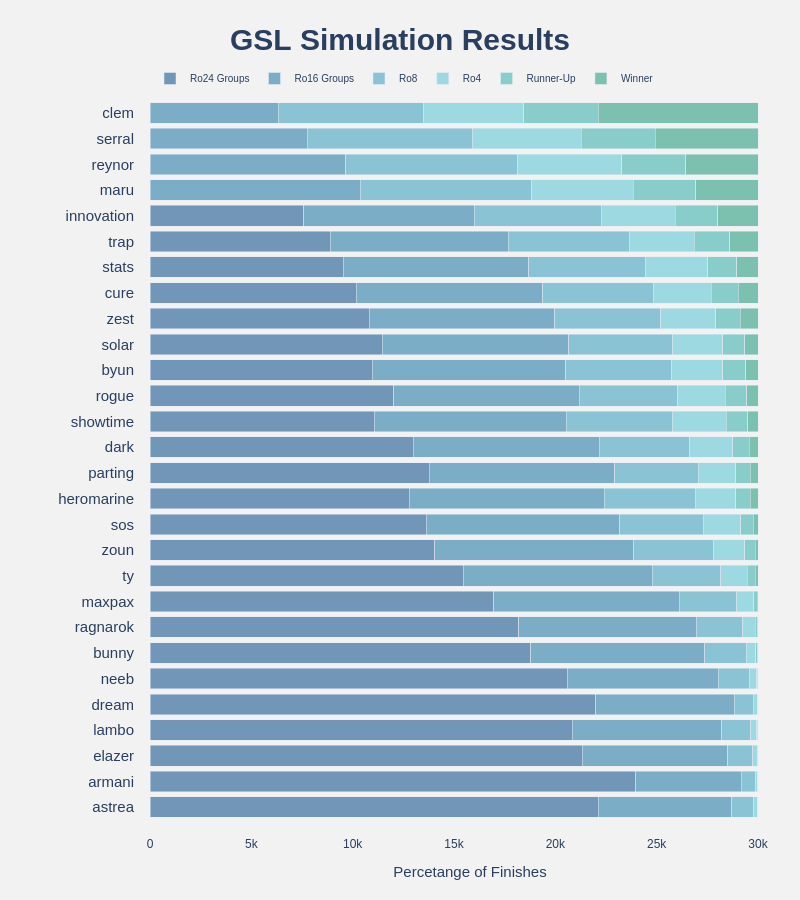 GSL Simulation Results
Ro24 Groups Ro16 Groups Ro8 Ro4 Runner-Up Winner
clem
serral
reynor
maru
innovation
trap
stats
cure
zest
solar
byun
rogue
showtime
dark
parting
heromarine
sos
zoun
ty
maxpax
ragnarok
bunny
neeb
dream
lambo
elazer
armani
astrea
0 5k 10k 15k 20k 25k 30k
Percetange of Finishes